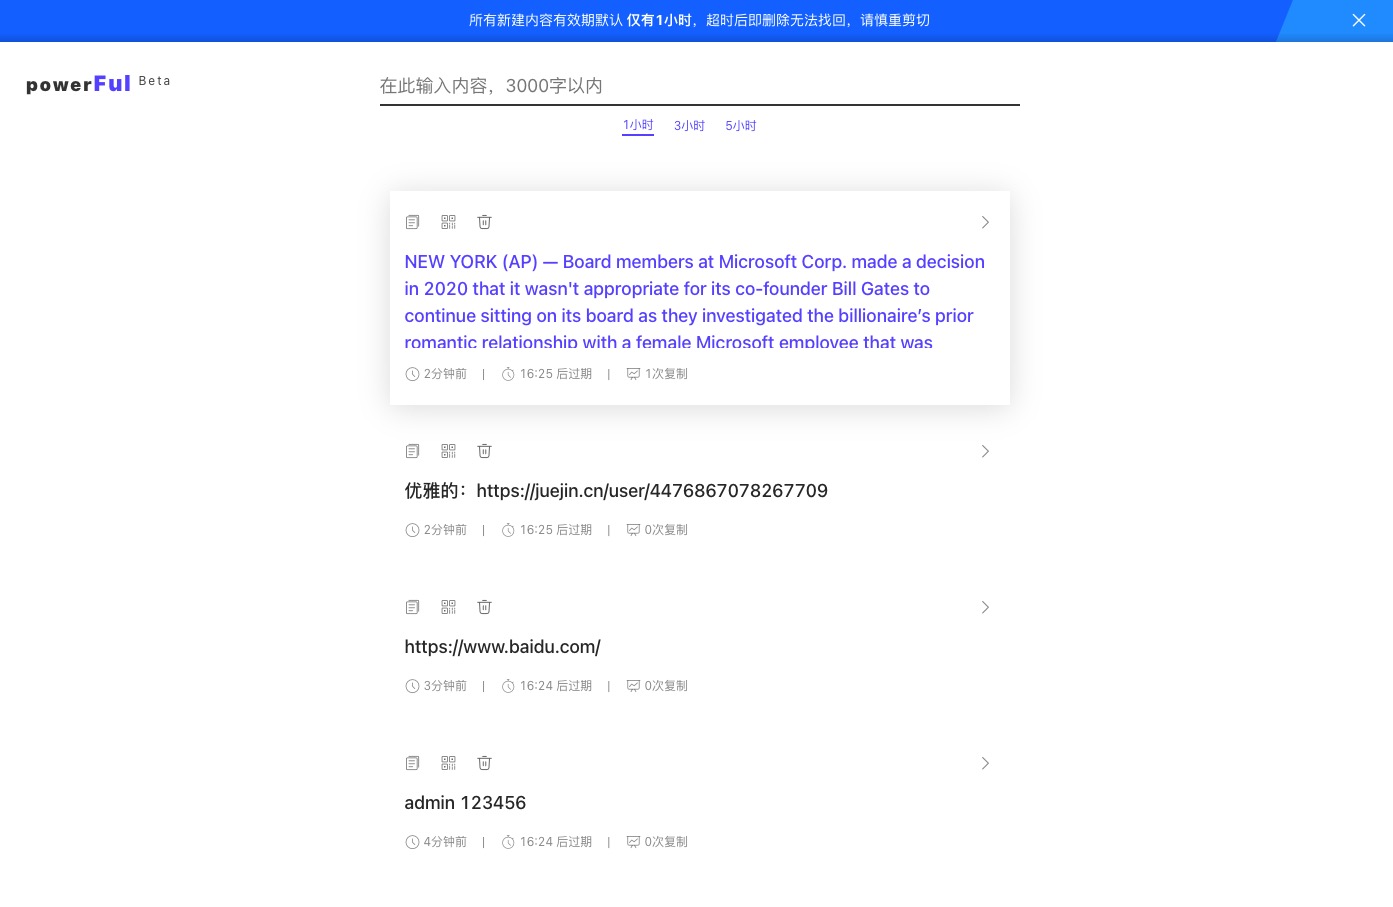 所有新建内容有效期默认 仅有1小时，超时后即删除无法找回，请慎重剪切
powerFul Beta
在此输入内容，3000字以内
1小时 3小时 5小时
NEW YORK (AP) — Board members at Microsoft Corp. made a decision
in 2020 that it wasn't appropriate for its co-founder Bill Gates to
continue sitting on its board as they investigated the billionaire’s prior
romantic relationship with a female Microsoft employee that was
2分钟前 | 16:25 后过期 | 1次复制
优雅的：https://juejin.cn/user/4476867078267709
2分钟前 | 16:25 后过期 | 0次复制
https://www.baidu.com/
3分钟前 | 16:24 后过期 | 0次复制
admin 123456
4分钟前 | 16:24 后过期 | 0次复制